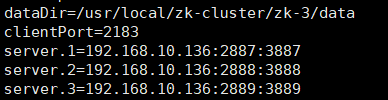 dataDir=/usr/local/zk-cluster/zk-3/data
clientPort=2183
server.1=192.168.10.136:2887:3887
server.2=192.168.10.136:2888:3888
server.3=192.168.10.136:2889:3889